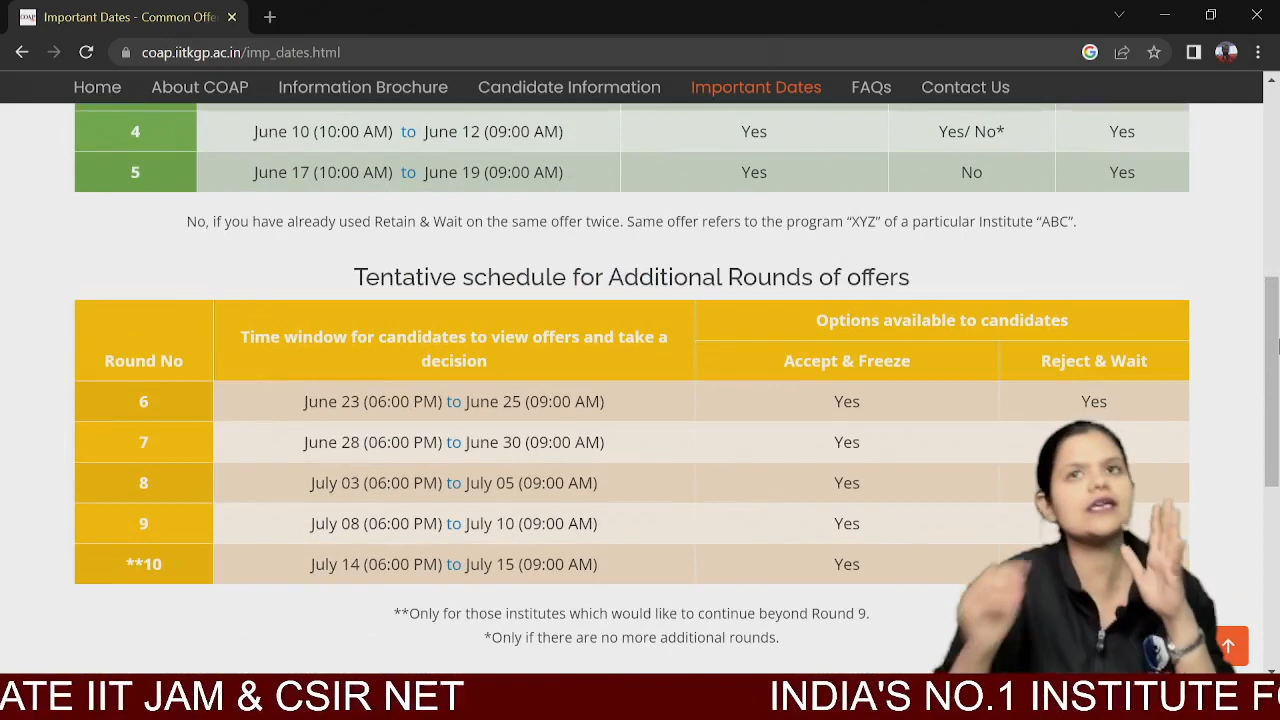 COAP
Important Dates - Common Offe
coap.iitkgp.ac.in/imp_dates.html
Home About COAP Information Brochure Candidate Information Important Dates FAQs Contact Us
4 June 10 (10:00 AM) to June 12 (09:00 AM) Yes Yes/ No* Yes
5 June 17 (10:00 AM) to June 19 (09:00 AM) Yes No Yes
No, if you have already used Retain & Wait on the same offer twice. Same offer refers to the program “XYZ” of a particular Institute “ABC”.
Tentative schedule for Additional Rounds of offers
Options available to candidates
Time window for candidates to view offers and take a
decision
Round No Accept & Freeze Reject & Wait
6 June 23 (06:00 PM) to June 25 (09:00 AM) Yes Yes
7 June 28 (06:00 PM) to June 30 (09:00 AM) Yes
8 July 03 (06:00 PM) to July 05 (09:00 AM) Yes
9 July 08 (06:00 PM) to July 10 (09:00 AM) Yes
**10 July 14 (06:00 PM) to July 15 (09:00 AM) Yes
**Only for those institutes which would like to continue beyond Round 9.
*Only if there are no more additional rounds.
ATE IIT JAM & CSIR NET INDIA'S NO.1 INSTITUTE FO